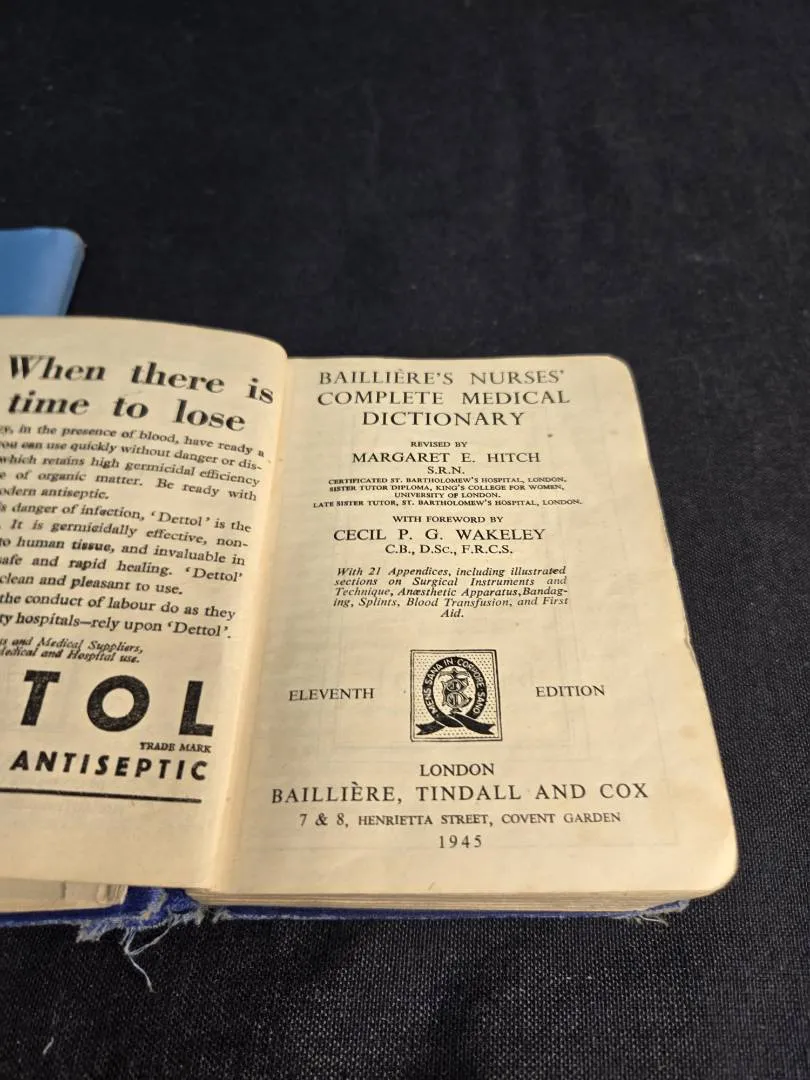 When there is
time to lose
in the presence of blood, have ready a
you can use quickly without danger or dis-
which retains high germicidal efficiency
of organic matter. Be ready with
modern antiseptic.
danger of infection, ‘Dettol’ is the
It is germicidally effective, non-
to human tissue, and invaluable in
safe and rapid healing. ‘Dettol’
clean and pleasant to use.
the conduct of labour do as they
hospitals—rely upon ‘Dettol’.
and Medical Suppliers,
Medical and Hospital use.
TOL
TRADE MARK
ANTISEPTIC
BAILLIÈRE'S NURSES'
COMPLETE MEDICAL
DICTIONARY
REVISED BY
MARGARET E. HITCH
S.R.N.
CERTIFICATED ST. BARTHOLOMEW'S HOSPITAL, LONDON.
SISTER TUTOR DIPLOMA, KING'S COLLEGE FOR WOMEN,
UNIVERSITY OF LONDON.
LATE SISTER TUTOR, ST. BARTHOLOMEW'S HOSPITAL, LONDON.
WITH FOREWORD BY
CECIL P. G. WAKELEY
C.B., D.Sc., F.R.C.S.
With 21 Appendices, including illustrated
sections on Surgical Instruments and
Technique, Anæsthetic Apparatus, Bandag-
ing, Splints, Blood Transfusion, and First
Aid.
MENS SANA IN CORPORE SANO
ELEVENTH EDITION
LONDON
BAILLIÈRE, TINDALL AND COX
7 & 8, HENRIETTA STREET, COVENT GARDEN
1945